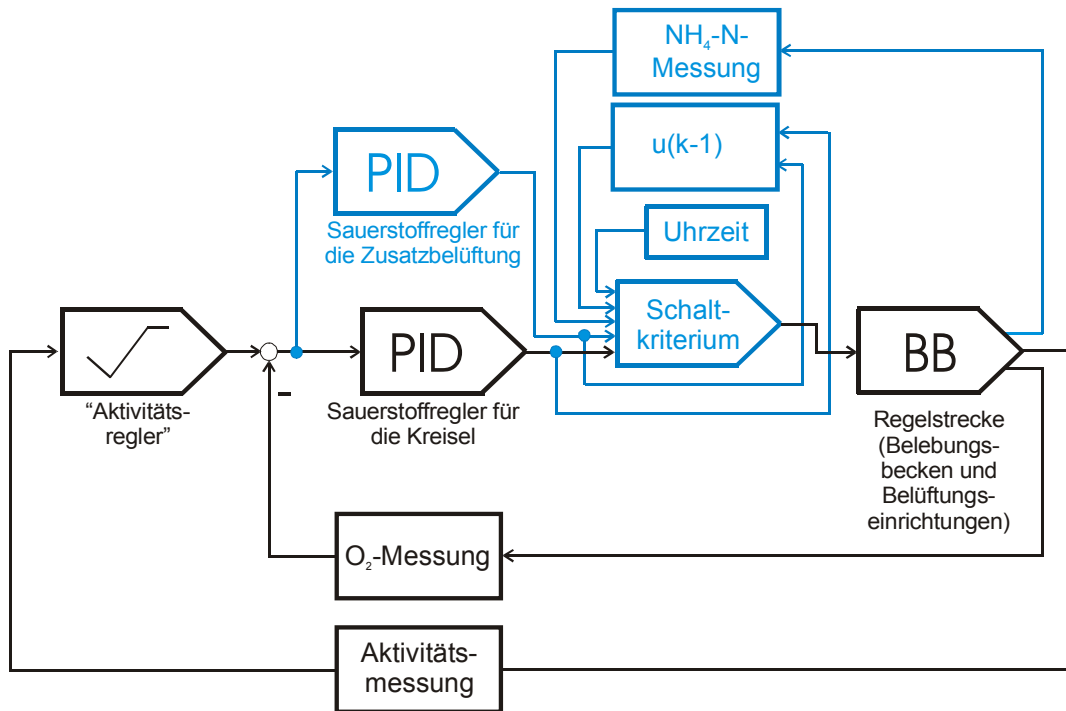 NH₄-N-
Messung
u(k-1)
PID
Sauerstoffregler für
die Zusatzbelüftung
Uhrzeit
Schalt-
kriterium
“Aktivitäts-
regler”
PID
Sauerstoffregler für
die Kreisel
BB
Regelstrecke
(Belebungs-
becken und
Belüftungs-
einrichtungen)
O₂-Messung
Aktivitäts-
messung